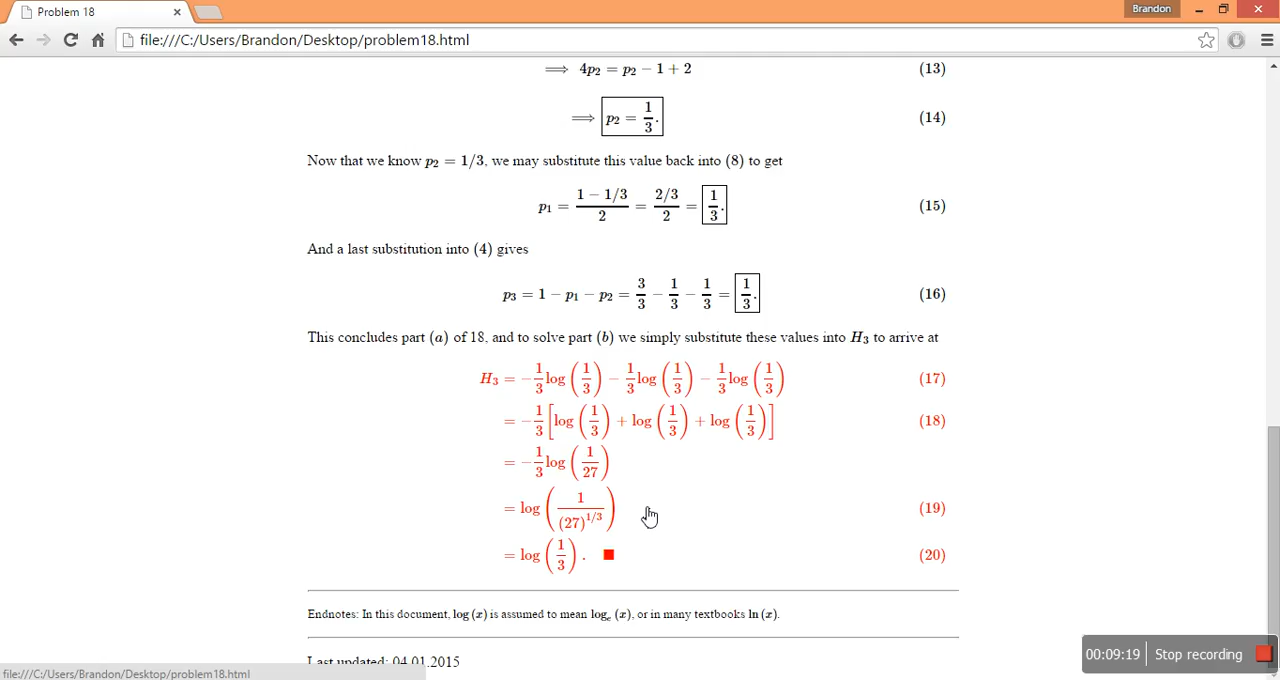 Problem 18
Brandon
file:///C:/Users/Brandon/Desktop/problem18.html
⟹ 4p₂ = p₂ − 1 + 2 (13)
⟹ p₂ = 1/3. (14)
Now that we know p₂ = 1/3, we may substitute this value back into (8) to get
p₁ = (1 − 1/3)/2 = (2/3)/2 = 1/3. (15)
And a last substitution into (4) gives
p₃ = 1 − p₁ − p₂ = 3/3 − 1/3 − 1/3 = 1/3. (16)
This concludes part (a) of 18, and to solve part (b) we simply substitute these values into H₃ to arrive at
H₃ = −1/3 log (1/3) − 1/3 log (1/3) − 1/3 log (1/3) (17)
= −1/3 [log (1/3) + log (1/3) + log (1/3)] (18)
= −1/3 log (1/27)
= log (1/(27)^{1/3}) (19)
= log (1/3). ■ (20)
Endnotes: In this document, log (x) is assumed to mean logₑ (x), or in many textbooks ln (x).
Last updated: 04.01.2015
00:09:19 Stop recording
file:///C:/Users/Brandon/Desktop/problem18.html